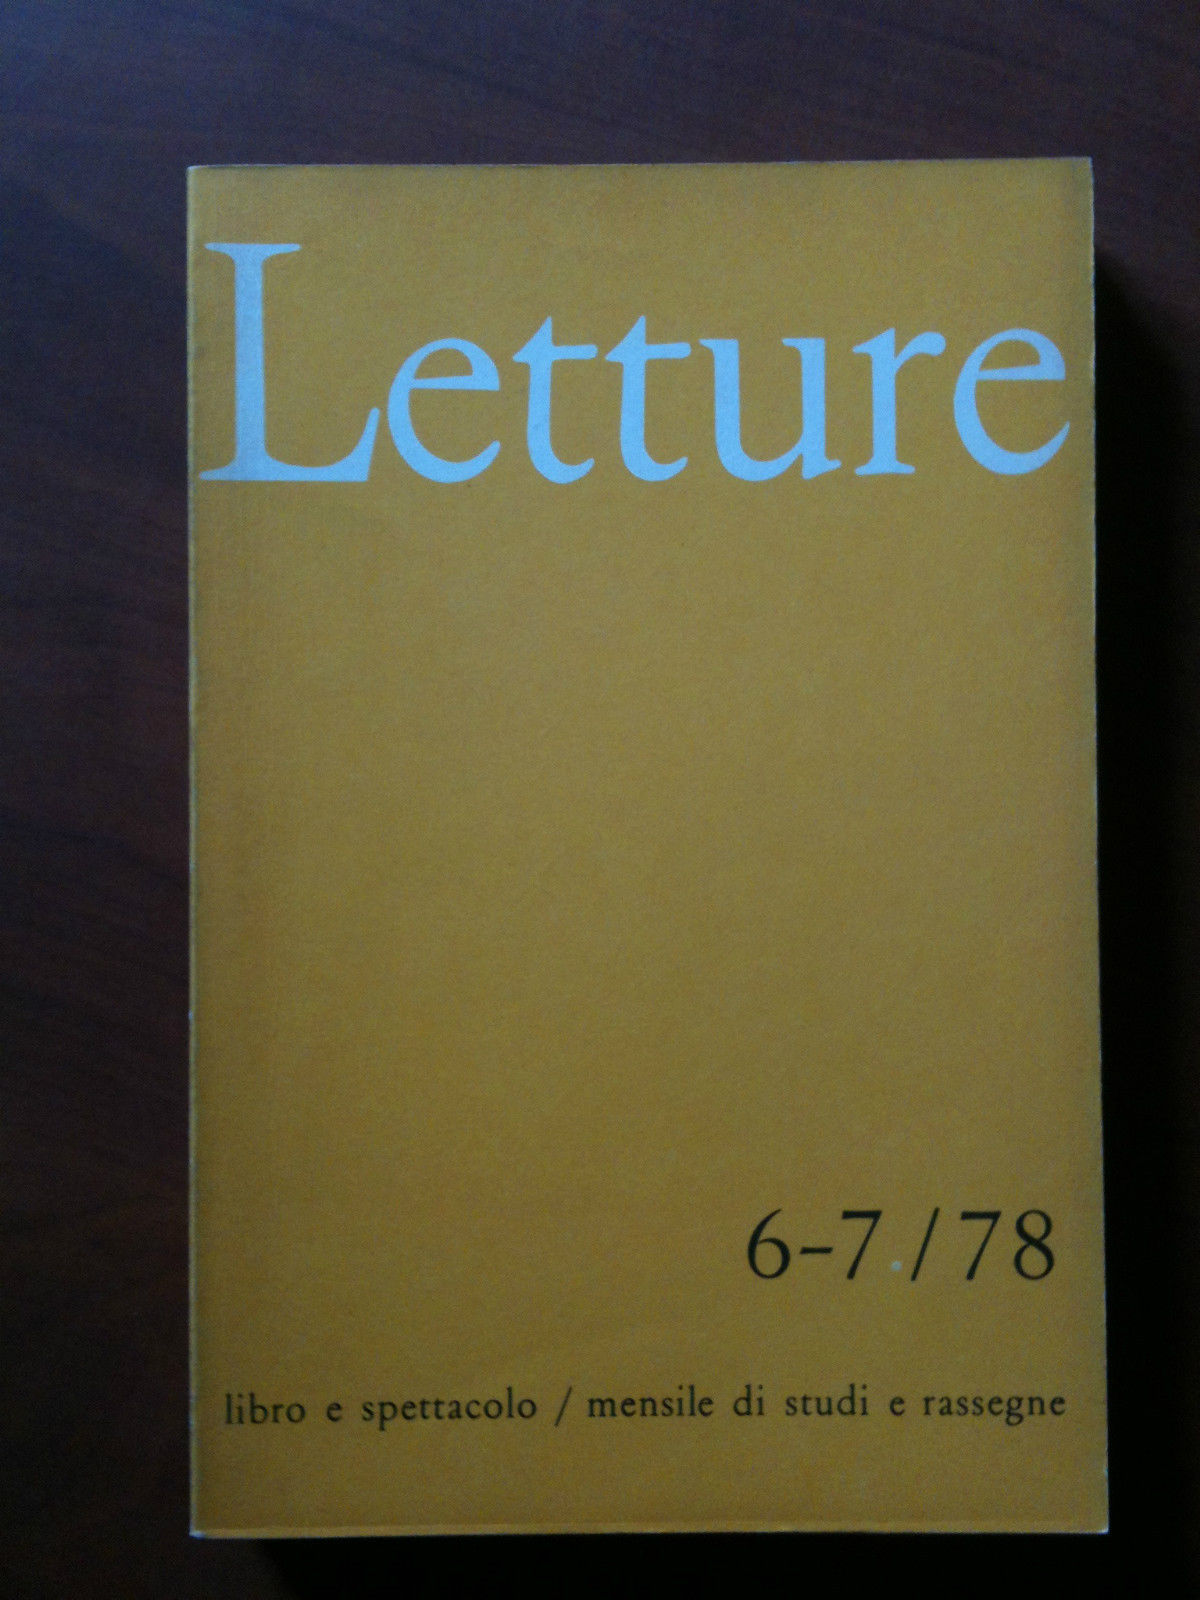 Letture
6-7 / 78
libro e spettacolo / mensile di studi e rassegne